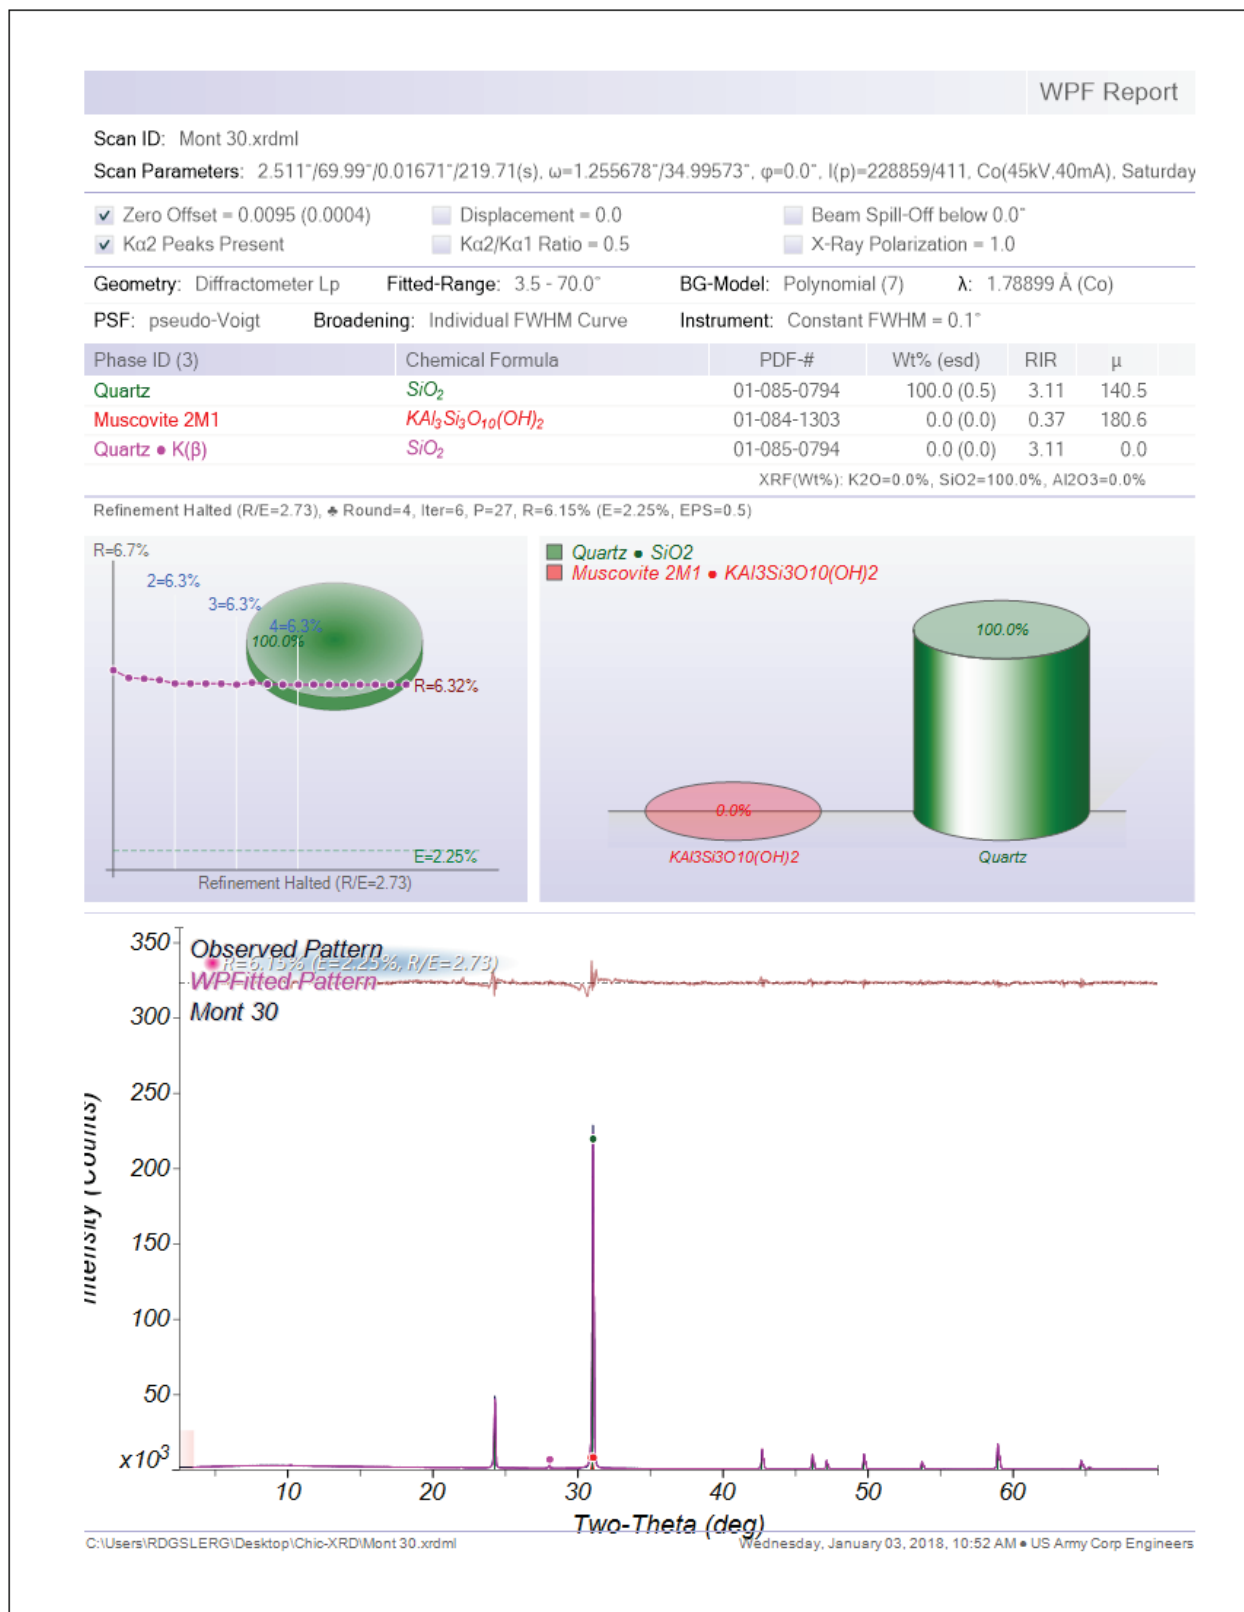 WPF Report
Scan ID: Mont 30.xrdml
Scan Parameters: 2.511°/69.99°/0.01671°/219.71(s), ω=1.255678°/34.99573°, φ=0.0°, I(p)=228859/411, Co(45kV,40mA), Saturday
Zero Offset = 0.0095 (0.0004) Displacement = 0.0 Beam Spill-Off below 0.0°
Kα2 Peaks Present Kα2/Kα1 Ratio = 0.5 X-Ray Polarization = 1.0
Geometry: Diffractometer Lp Fitted-Range: 3.5 - 70.0° BG-Model: Polynomial (7) λ: 1.78899 Å (Co)
PSF: pseudo-Voigt Broadening: Individual FWHM Curve Instrument: Constant FWHM = 0.1°
Phase ID (3) Chemical Formula PDF-# Wt% (esd) RIR μ
Quartz SiO₂ 01-085-0794 100.0 (0.5) 3.11 140.5
Muscovite 2M1 KAl₃Si₃O₁₀(OH)₂ 01-084-1303 0.0 (0.0) 0.37 180.6
Quartz ● K(β) SiO₂ 01-085-0794 0.0 (0.0) 3.11 0.0
XRF(Wt%): K2O=0.0%, SiO2=100.0%, Al2O3=0.0%
Refinement Halted (R/E=2.73), ♣ Round=4, Iter=6, P=27, R=6.15% (E=2.25%, EPS=0.5)
R=6.7%
2=6.3%
3=6.3%
4=6.3%
100.0%
R=6.32%
E=2.25%
Refinement Halted (R/E=2.73)
Quartz ● SiO2
Muscovite 2M1 ● KAl3Si3O10(OH)2
100.0%
0.0%
KAl3Si3O10(OH)2 Quartz
Observed Pattern
R=6.15% (E=2.25%, R/E=2.73)
WPFitted Pattern
Mont 30
350
300
250
200
150
100
50
x10³
Intensity (Counts)
10 20 30 40 50 60
Two-Theta (deg)
C:\Users\RDGSLERG\Desktop\Chic-XRD\Mont 30.xrdml Wednesday, January 03, 2018, 10:52 AM ● US Army Corp Engineers